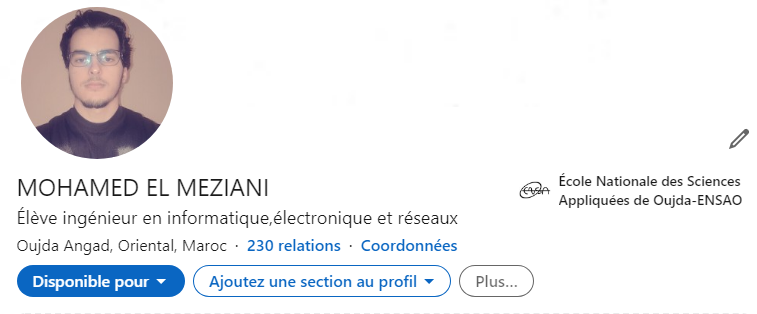 MOHAMED EL MEZIANI
Élève ingénieur en informatique,électronique et réseaux
Oujda Angad, Oriental, Maroc · 230 relations · Coordonnées
Disponible pour
Ajoutez une section au profil
Plus...
École Nationale des Sciences
Appliquées de Oujda-ENSAO